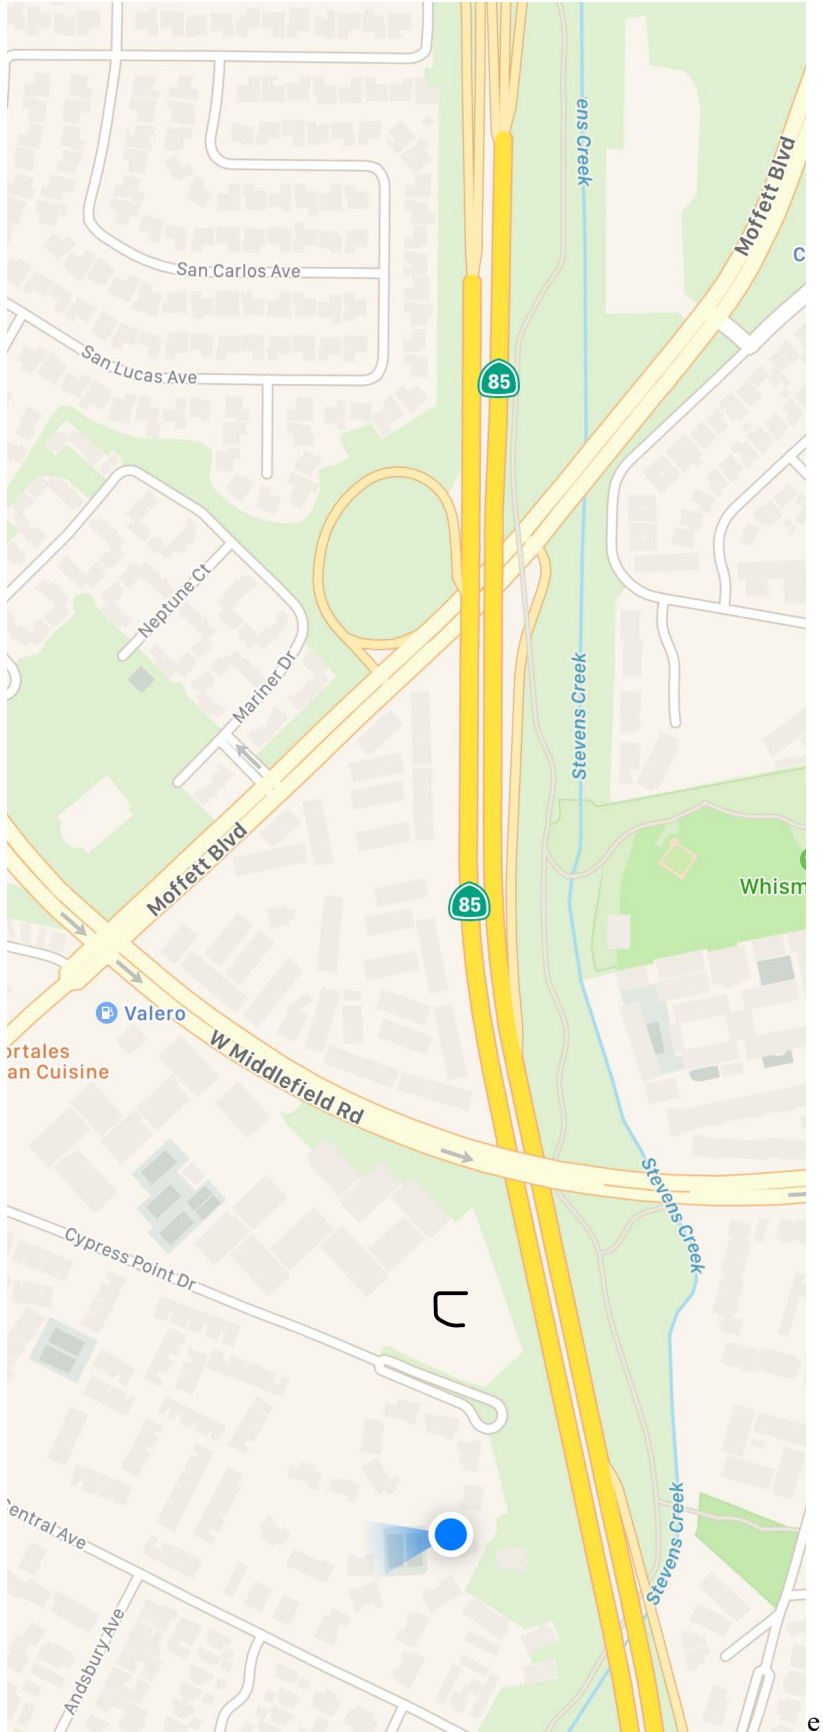 ens Creek
Moffett Blvd
C
San Carlos Ave
San Lucas Ave
85
Neptune Ct
Mariner Dr
Stevens Creek
Moffett Blvd
Whism
85
Valero
ortales
an Cuisine
W Middlefield Rd
Stevens Creek
Cypress Point Dr
Central Ave
Stevens Creek
Andsbury Ave
e